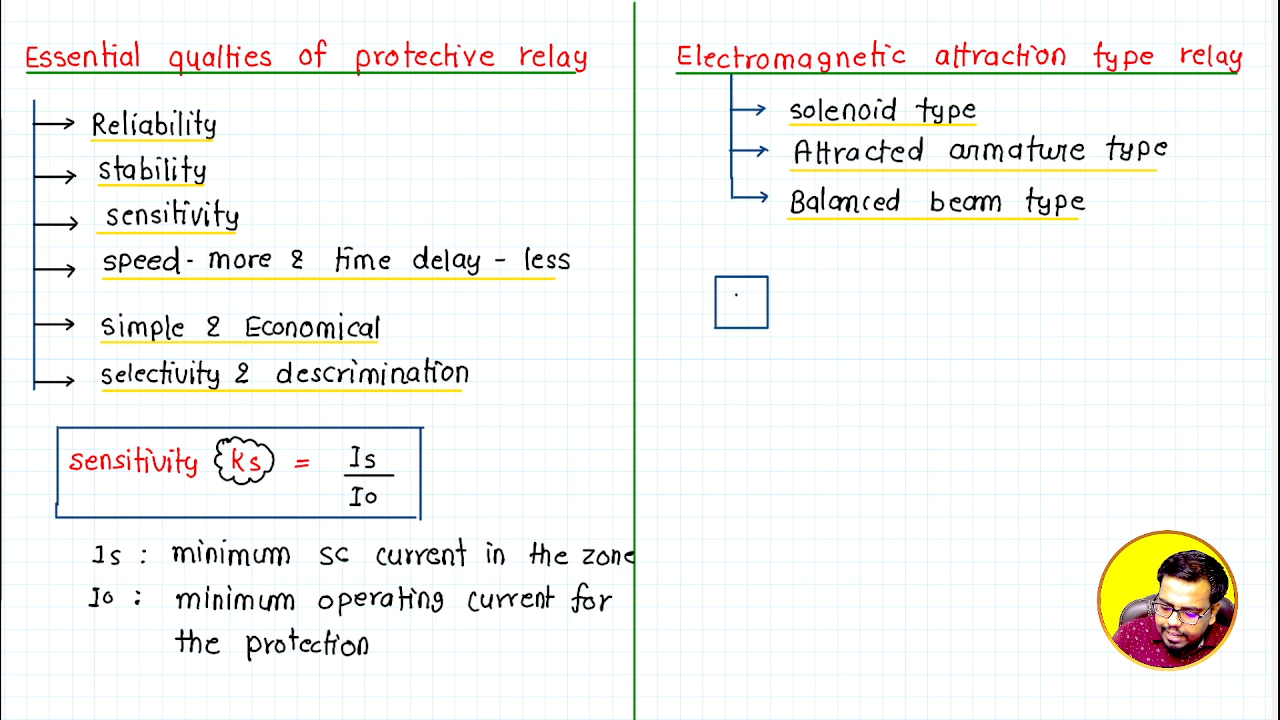 Essential qualties of protective relay
Reliability
stability
sensitivity
speed - more & time delay - less
simple & Economical
selectivity & descrimination
sensitivity Ks = Is
Io
Is : minimum sc current in the zone
Io : minimum operating current for
the protection
Electromagnetic attraction type relay
solenoid type
Attracted armature type
Balanced beam type